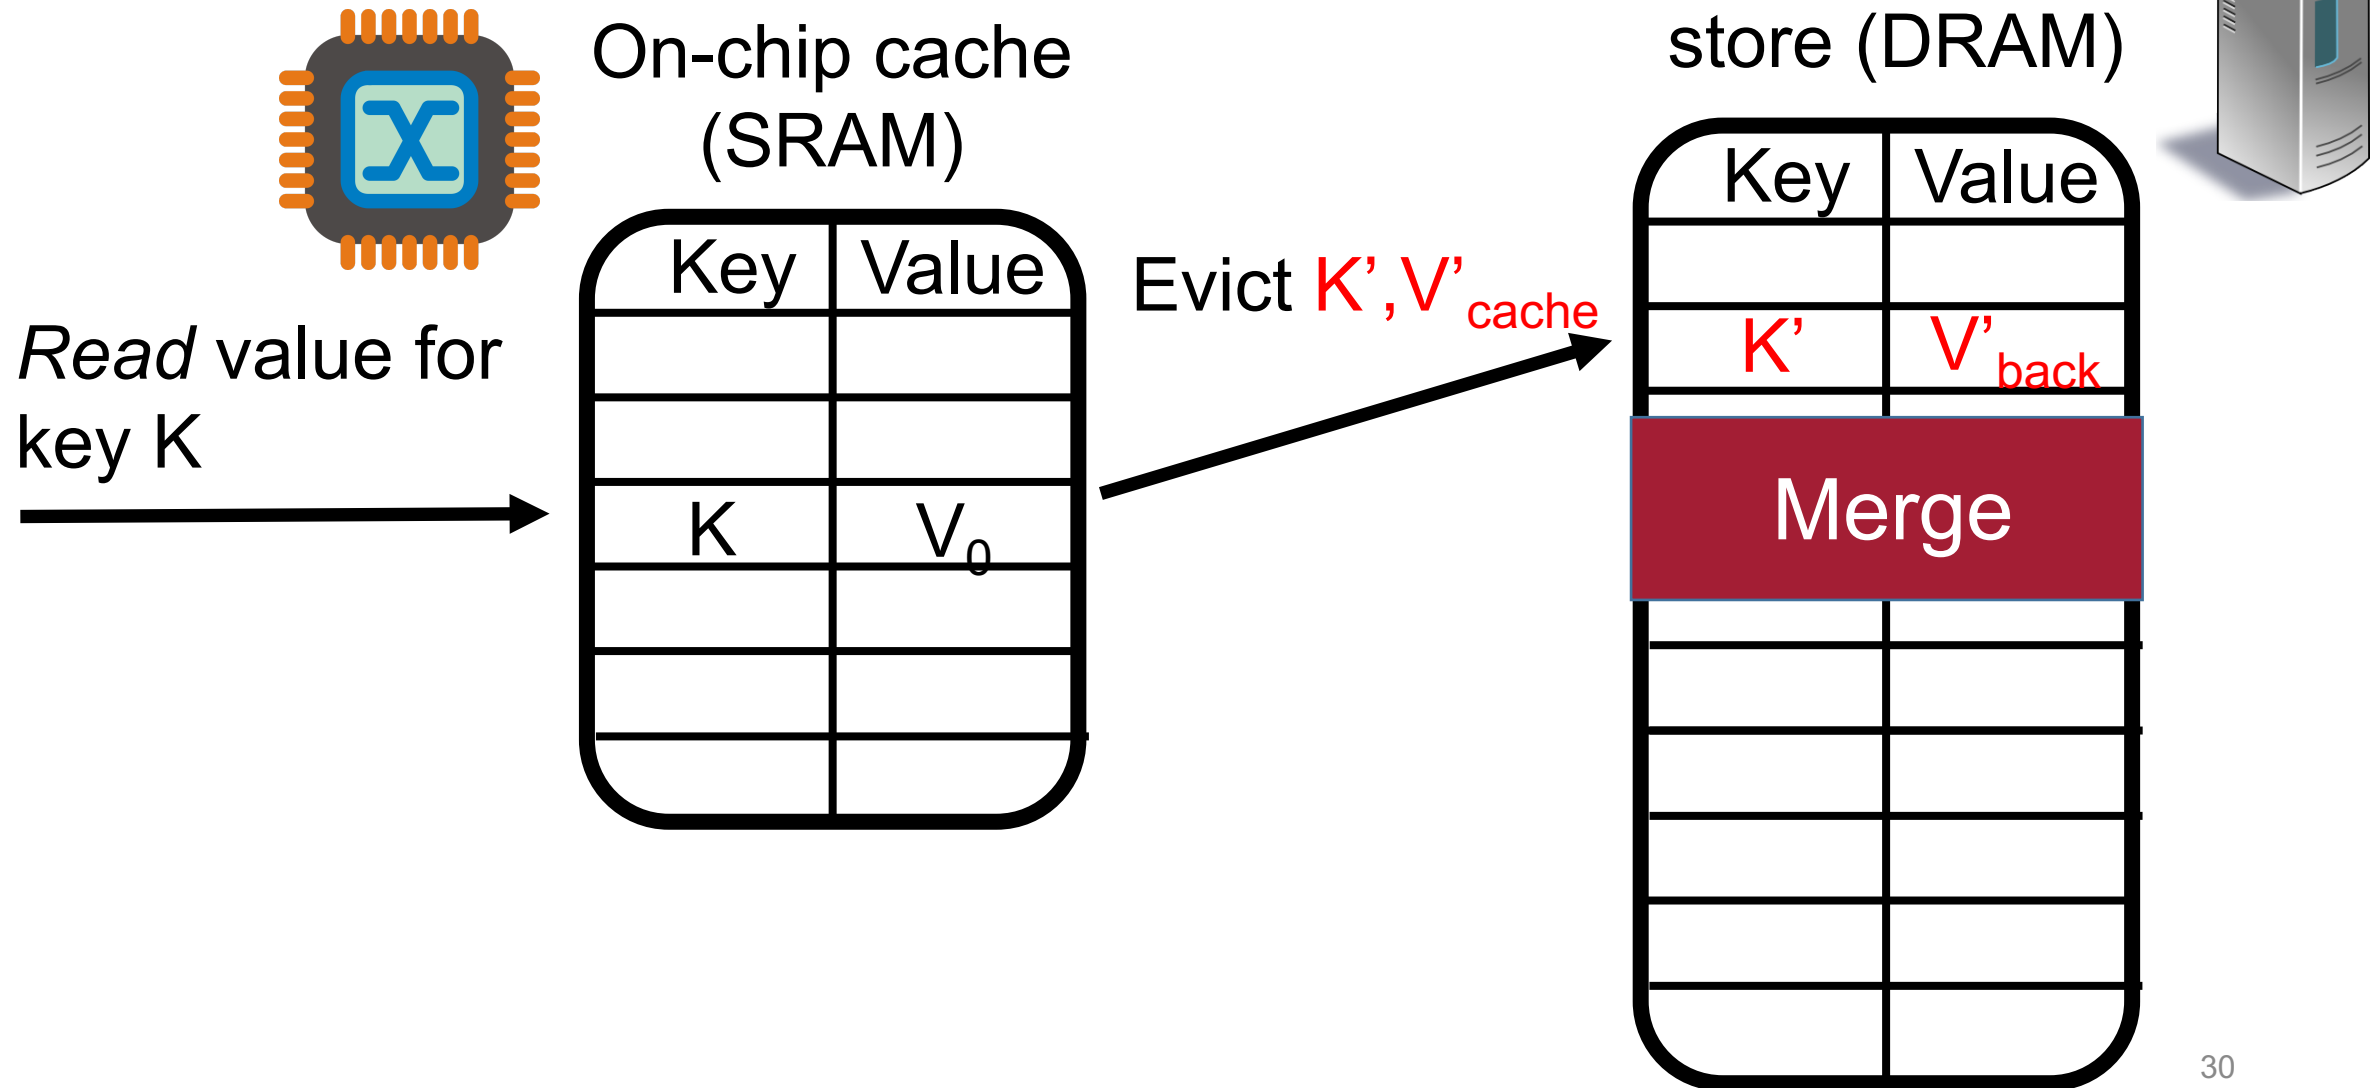 On-chip cache
(SRAM)
store (DRAM)
Read value for
key K
Key Value
K V0
Evict K’,V’cache
Key Value
K’ V’back
Merge
30